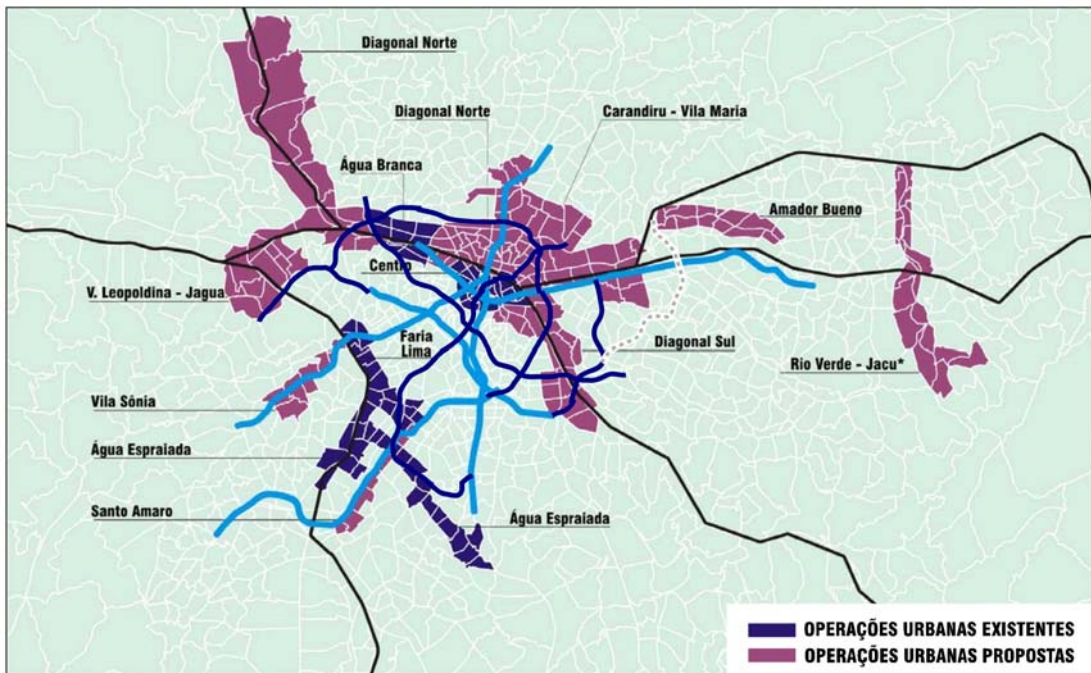 Diagonal Norte
Diagonal Norte
Carandiru - Vila Maria
Água Branca
Amador Bueno
Centro
V. Leopoldina - Jagua
Faria
Lima
Diagonal Sul
Rio Verde - Jacu*
Vila Sônia
Água Espraiada
Santo Amaro
Água Espraiada
OPERAÇÕES URBANAS EXISTENTES
OPERAÇÕES URBANAS PROPOSTAS